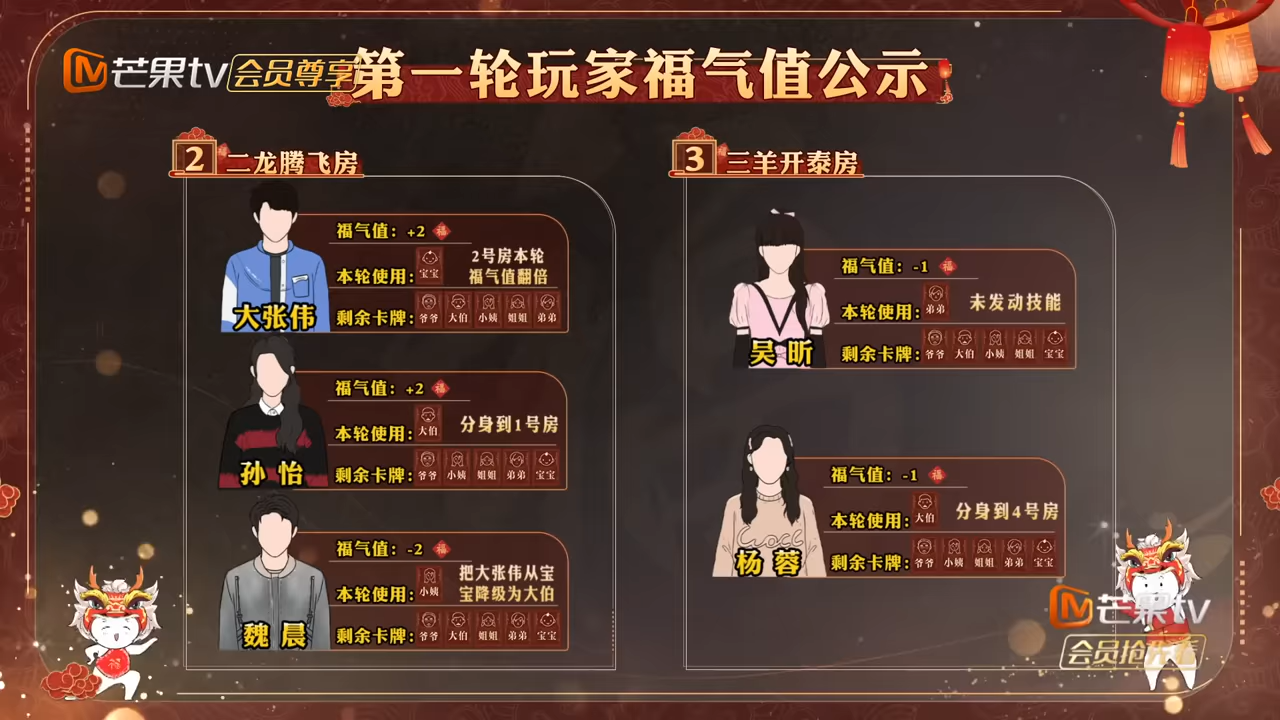 芒果tv 会员尊享
第一轮玩家福气值公示
2 二龙腾飞房
福气值：+2 福
本轮使用：宝宝
2号房本轮
福气值翻倍
大张伟
剩余卡牌：爷爷 大伯 小姨 姐姐 弟弟
福气值：+2 福
本轮使用：大伯
分身到1号房
孙怡
剩余卡牌：爷爷 小姨 姐姐 弟弟 宝宝
福气值：-2 福
本轮使用：小姨
把大张伟从宝
宝降级为大伯
魏晨
剩余卡牌：爷爷 大伯 姐姐 弟弟 宝宝
3 三羊开泰房
福气值：-1 福
本轮使用：弟弟
未发动技能
吴昕
剩余卡牌：爷爷 大伯 小姨 姐姐 宝宝
福气值：-1 福
本轮使用：大伯
分身到4号房
杨蓉
剩余卡牌：爷爷 小姨 姐姐 弟弟 宝宝
芒果tv
会员抢先看